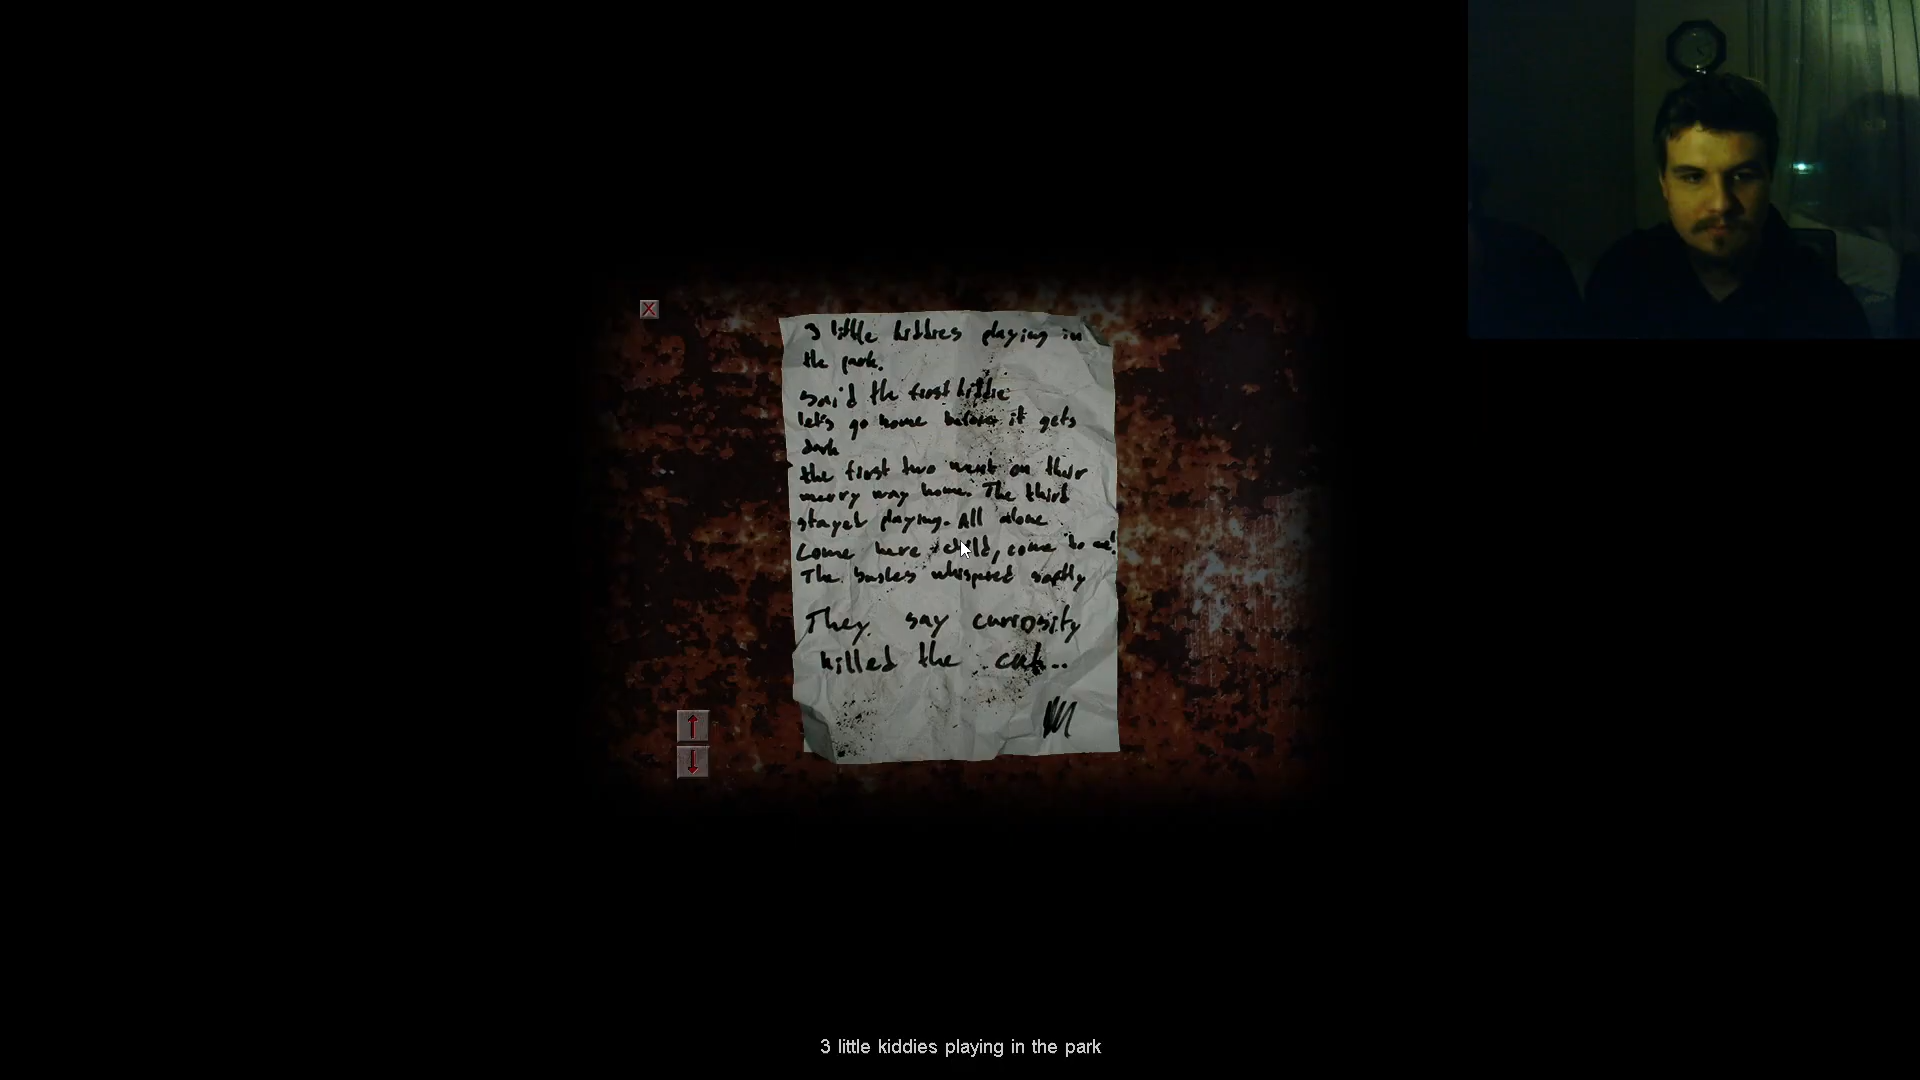 3 little kiddies playing in
the park.
said the first kiddie
let's go home before it gets
dark
the first two went on their
merry way home. The third
stayed playing. All alone
Come here child, come to me!
The bushes whispered softly
They say curiosity
killed the cat..
3 little kiddies playing in the park